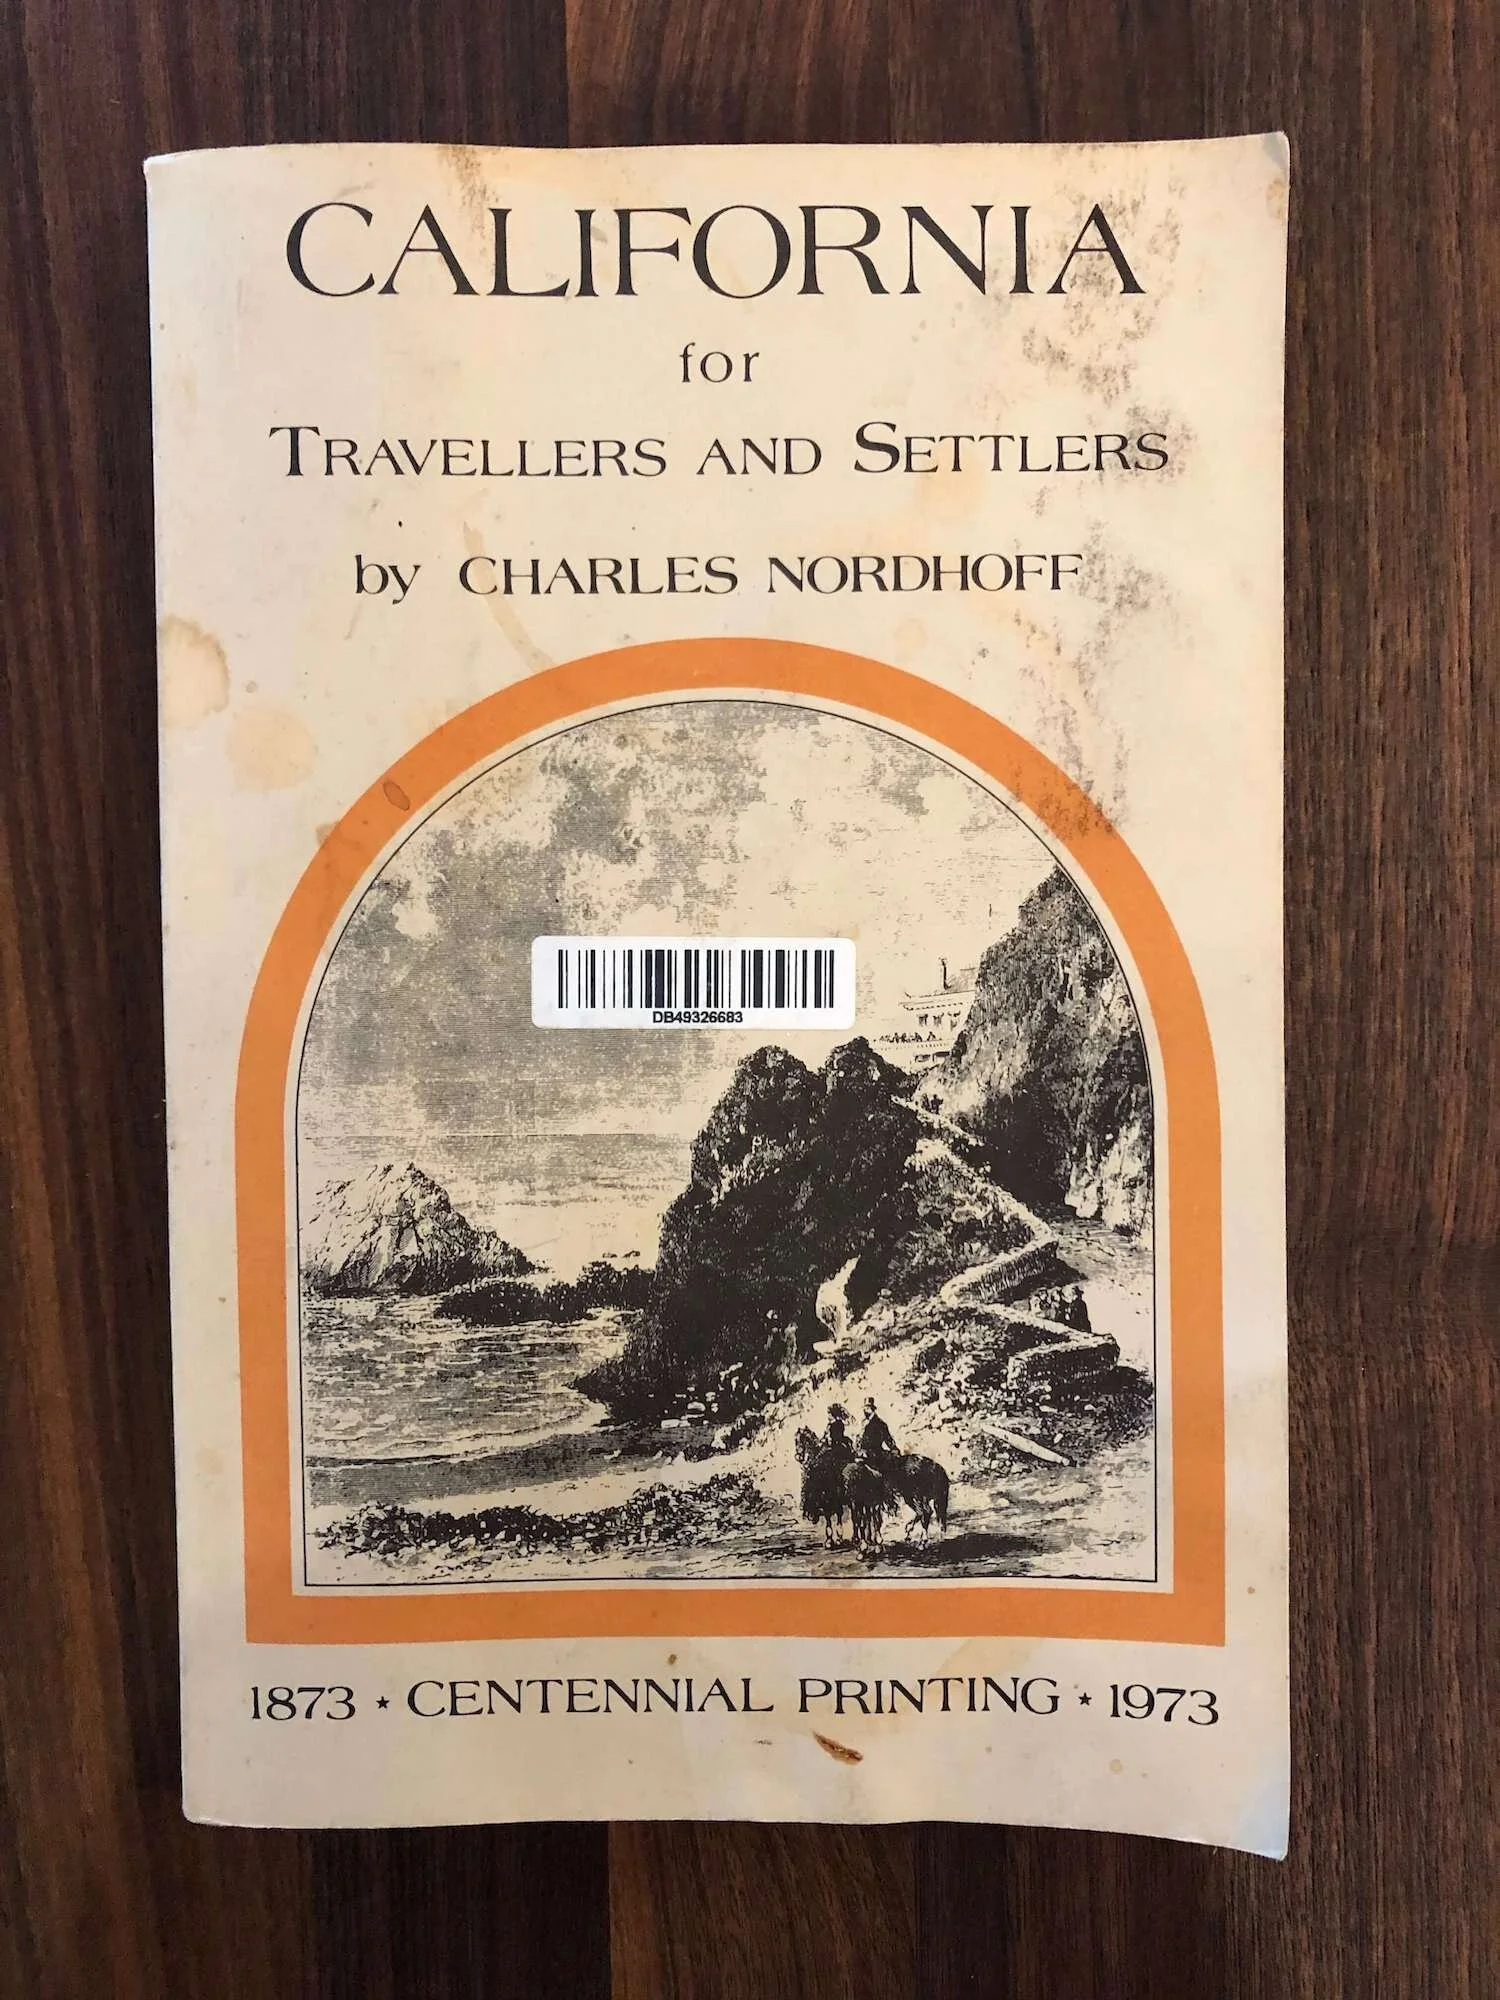 CALIFORNIA
for
TRAVELLERS AND SETTLERS
by CHARLES NORDHOFF
DB49326683
1873 ★ CENTENNIAL PRINTING ★ 1973